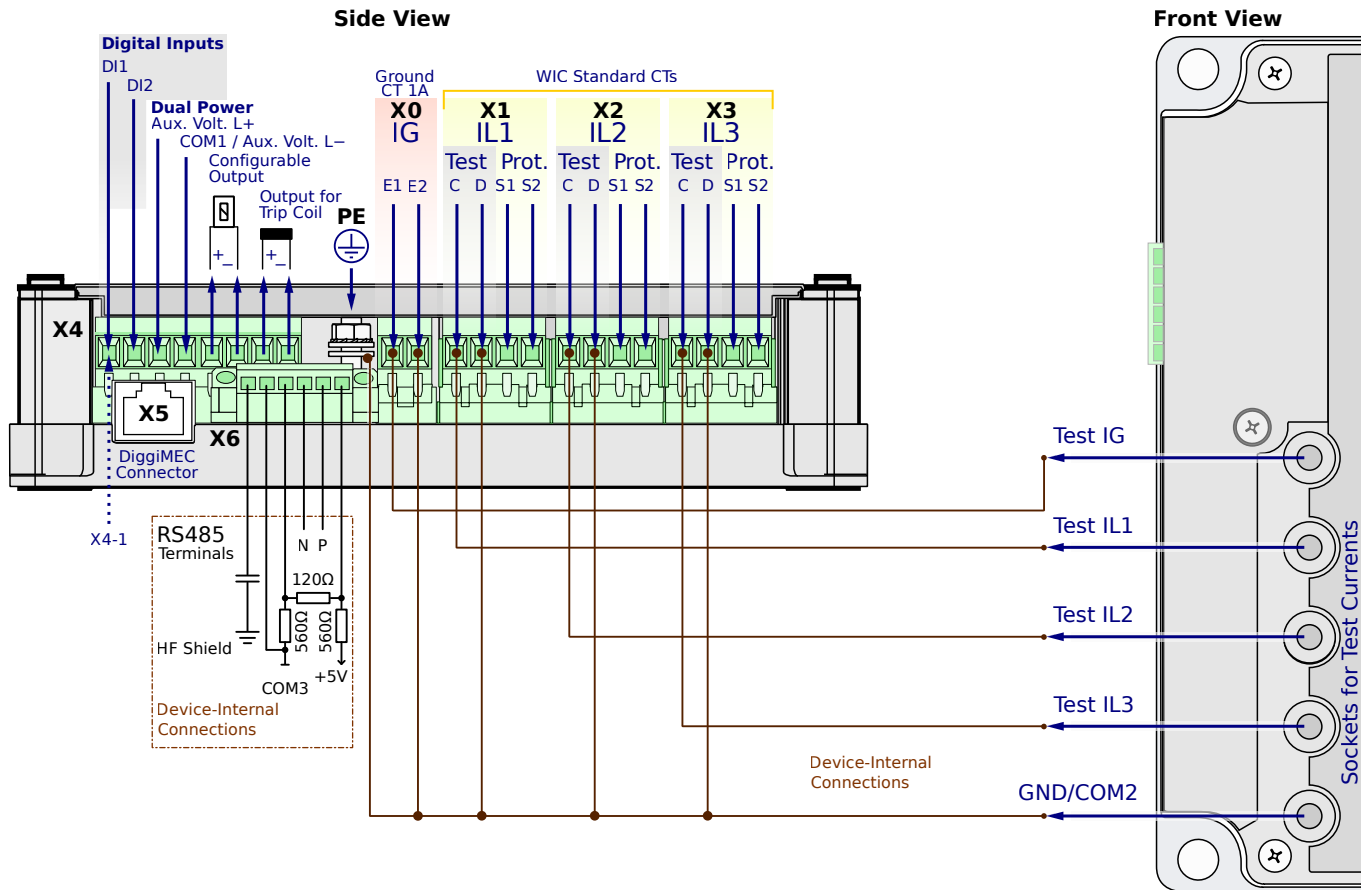 Side View
Front View
Digital Inputs
DI1
DI2
Dual Power
Aux. Volt. L+
COM1 / Aux. Volt. L−
Configurable
Output
+
−
Output for
Trip Coil
+
−
PE
Ground
CT 1A
X0
IG
E1 E2
WIC Standard CTs
X1
IL1
Test Prot.
C D S1 S2
X2
IL2
Test Prot.
C D S1 S2
X3
IL3
Test Prot.
C D S1 S2
X4
X5
X6
DiggiMEC
Connector
X4-1
RS485
Terminals
N P
120Ω
560Ω
560Ω
HF Shield
COM3
+5V
Device-Internal
Connections
Test IG
Test IL1
Test IL2
Test IL3
Device-Internal
Connections
GND/COM2
Sockets for Test Currents